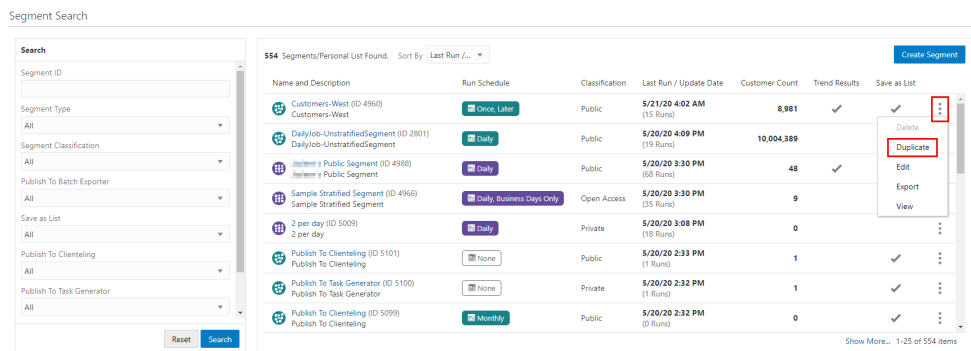 Segment Search
Search
Segment ID
Segment Type
All
Segment Classification
All
Publish To Batch Exporter
All
Save as List
All
Publish To Clienteling
All
Publish To Task Generator
All
Reset Search
554 Segments/Personal List Found. Sort By Last Run /...
Create Segment
Name and Description Run Schedule Classification Last Run / Update Date Customer Count Trend Results Save as List
Customers-West (ID 4960)
Customers-West
Once, Later
Public
5/21/20 4:02 AM
(15 Runs)
8,981
DailyJob-UnstratifiedSegment (ID 2801)
DailyJob-UnstratifiedSegment
Daily
Public
5/20/20 4:09 PM
(19 Runs)
10,004,389
Public Segment (ID 4988)
Public Segment
Daily
Public
5/20/20 3:30 PM
(68 Runs)
48
Sample Stratified Segment (ID 4966)
Sample Stratified Segment
Daily, Business Days Only
Open Access
5/20/20 3:30 PM
(35 Runs)
9
2 per day (ID 5009)
2 per day
Daily
Private
5/20/20 3:08 PM
(18 Runs)
0
Publish To Clienteling (ID 5101)
Publish To Clienteling
None
Public
5/20/20 2:33 PM
(1 Runs)
1
Publish To Task Generator (ID 5100)
Publish To Task Generator
None
Private
5/20/20 2:32 PM
(1 Runs)
1
Publish To Clienteling (ID 5099)
Publish To Clienteling
Monthly
Public
5/20/20 2:32 PM
(0 Runs)
0
Delete
Duplicate
Edit
Export
View
Show More... 1-25 of 554 items